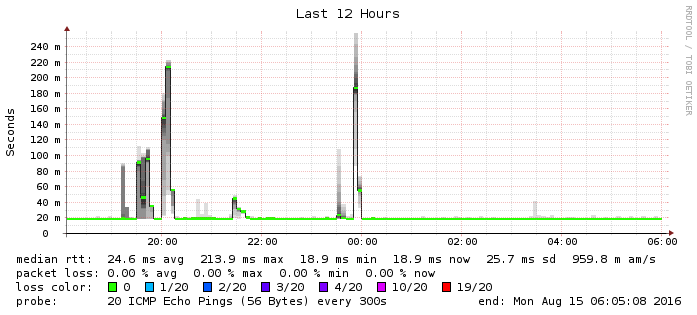 Last 12 Hours
RRDTOOL / TOBI OETIKER
Seconds
240 m
220 m
200 m
180 m
160 m
140 m
120 m
100 m
80 m
60 m
40 m
20 m
0
20:00 22:00 00:00 02:00 04:00 06:00
median rtt: 24.6 ms avg 213.9 ms max 18.9 ms min 18.9 ms now 25.7 ms sd 959.8 m am/s
packet loss: 0.00 % avg 0.00 % max 0.00 % min 0.00 % now
loss color: 0 1/20 2/20 3/20 4/20 10/20 19/20
probe: 20 ICMP Echo Pings (56 Bytes) every 300s end: Mon Aug 15 06:05:08 2016